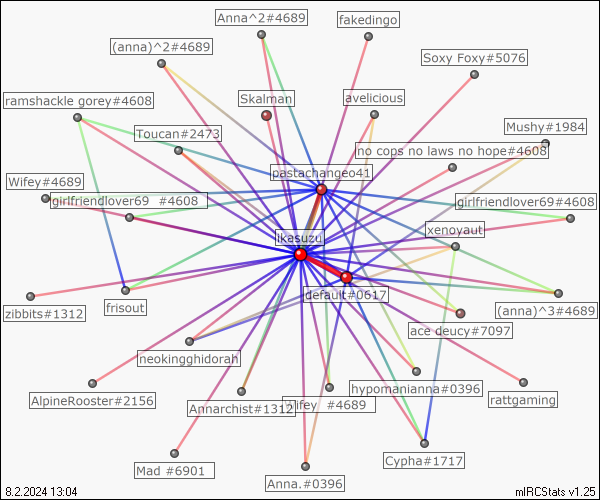 Anna^2#4689
fakedingo
(anna)^2#4689
Soxy Foxy#5076
ramshackle gorey#4608
Skalman
avelicious
Toucan#2473
Mushy#1984
no cops no laws no hope#4608
pastachangeo41
Wifey #4689
girlfriendlover69 #4608
girlfriendlover69#4608
ikesuzu
xenoyaut
default#0617
zibbits#1312
frisout
(anna)^3#4689
ace deucy#7097
neokingghidorah
hypomanianna#0396
AlpineRooster#2156
Annarchist#1312
Wifey #4689
rattgaming
Mad #6901
Anna.#0396
Cypha#1717
8.2.2024 13:04
mIRCStats v1.25